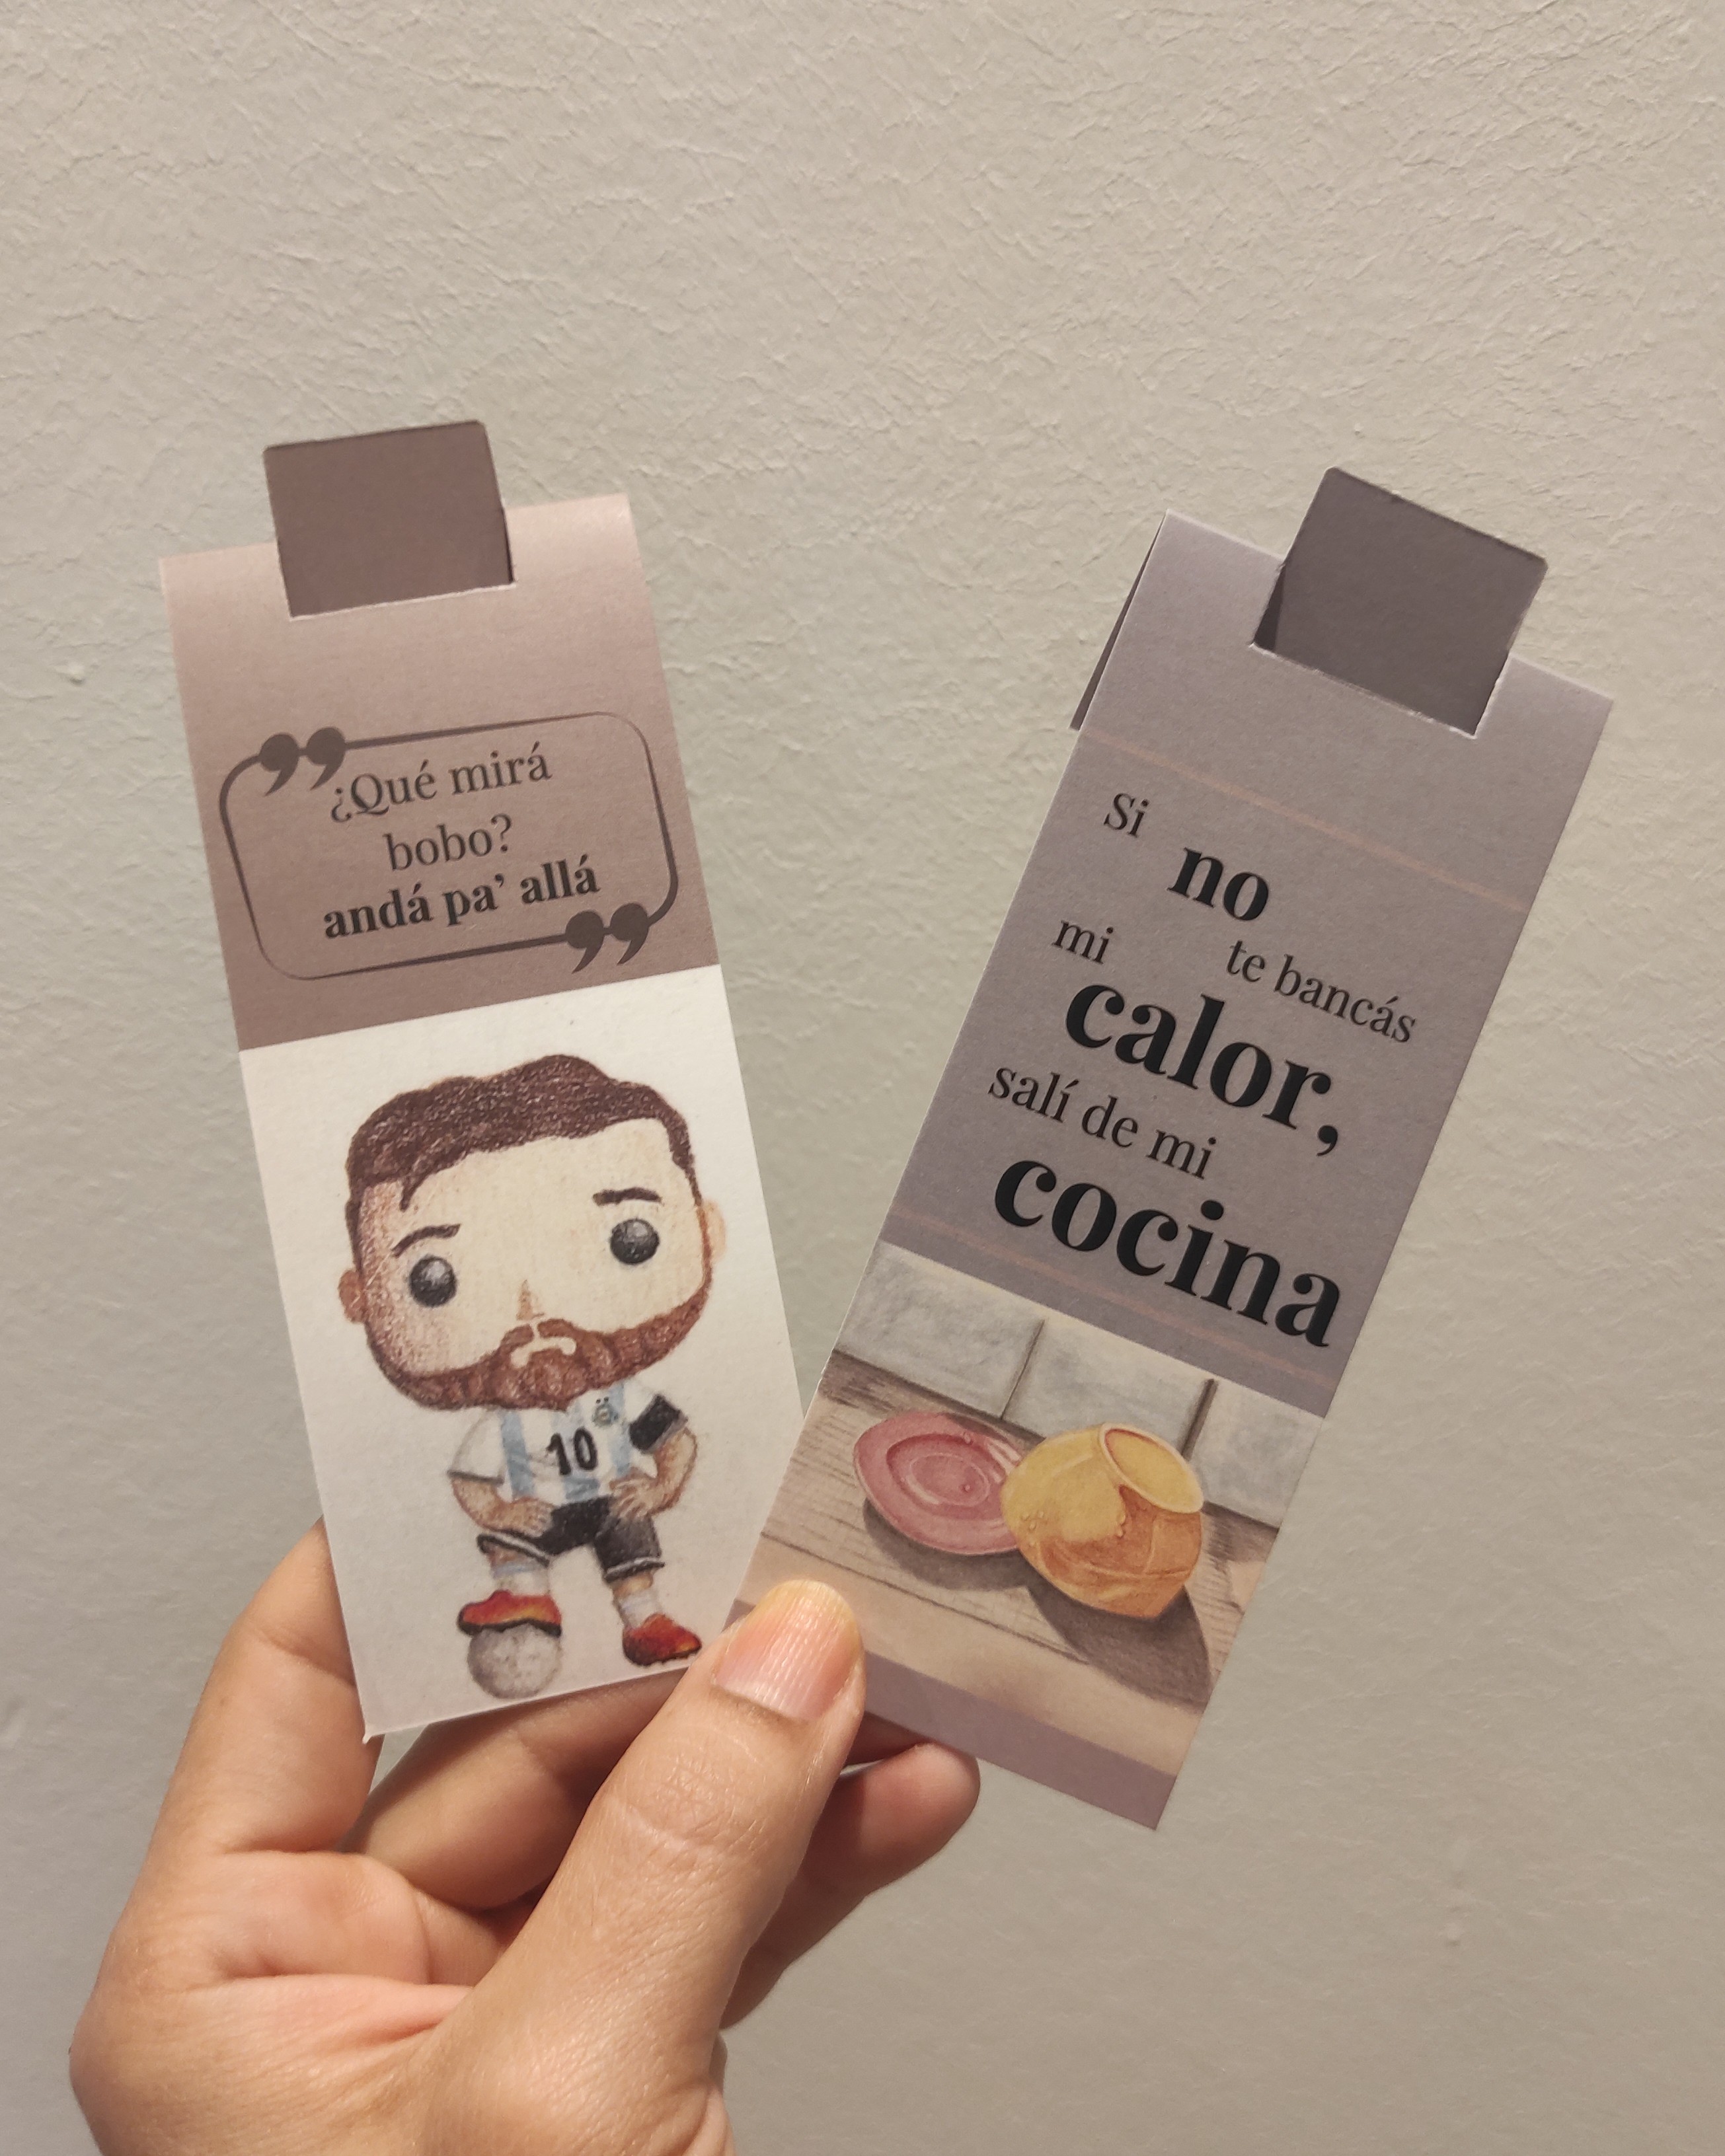 ¿Qué mirá
bobo?
andá pa' allá
10
Si
no
mi te bancás
calor,
salí de mi
cocina